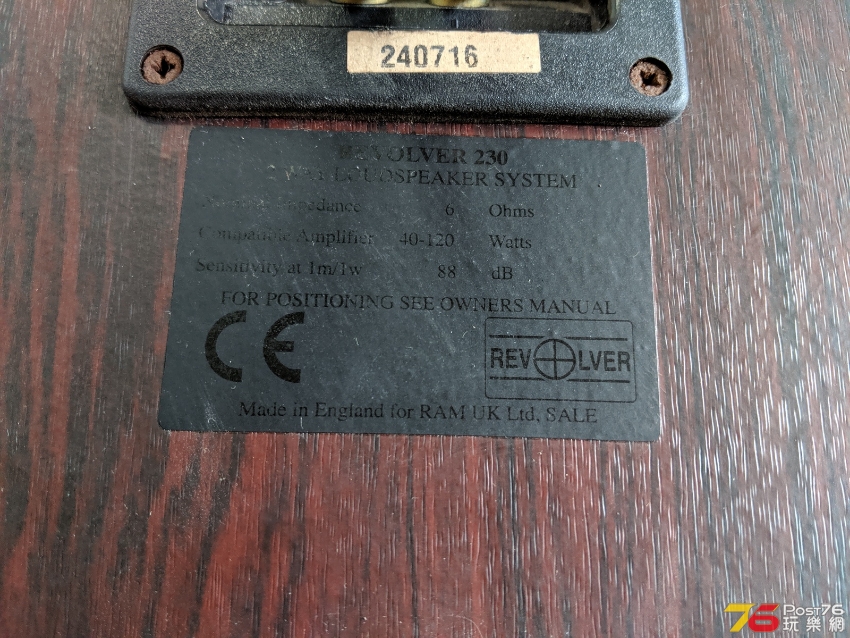 240716
REVOLVER 230
WAY LOUDSPEAKER SYSTEM
Impedance 6 Ohms
Compatible Amplifier 40-120 Watts
Sensitivity at 1m/1w 88 dB
FOR POSITIONING SEE OWNERS MANUAL
CE
REVOLVER
Made in England for RAM UK Ltd, SALE
76 Post76
玩樂網